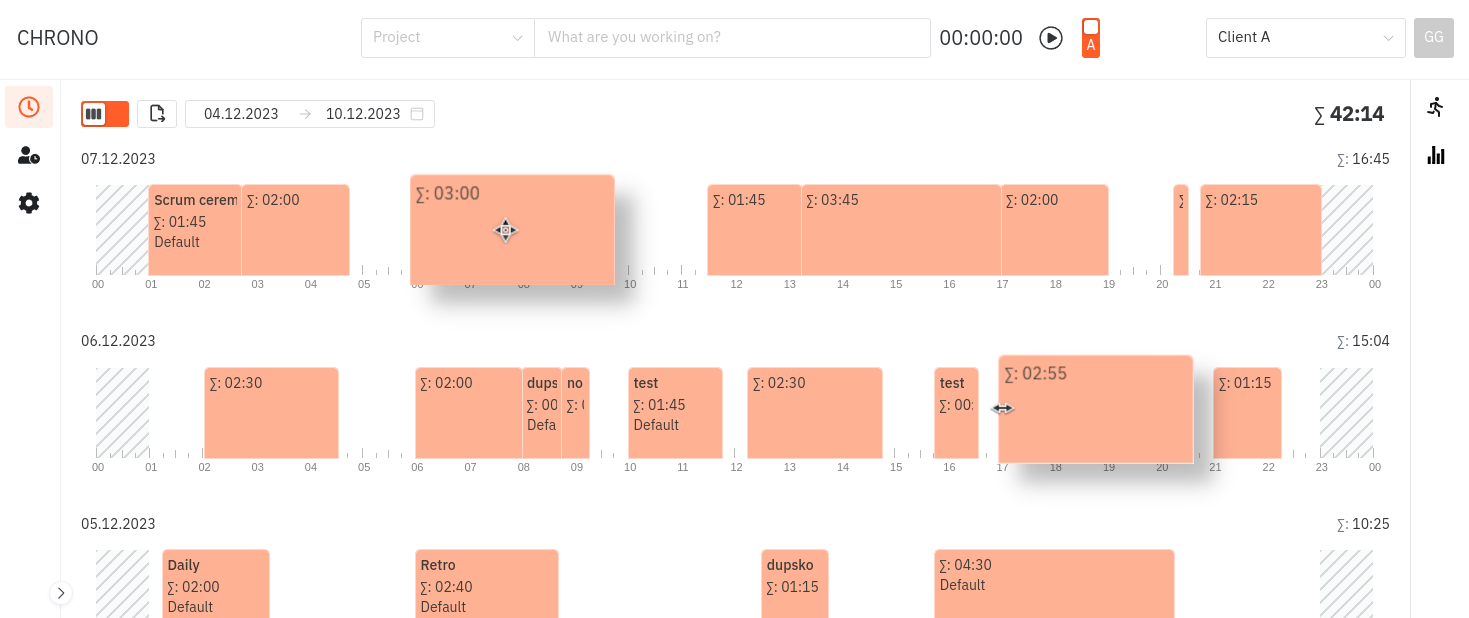 CHRONO
Project
What are you working on?
00:00:00
A
Client A
GG
04.12.2023 → 10.12.2023
∑ 42:14
07.12.2023
∑: 16:45
Scrum cerem
∑: 01:45
Default
∑: 02:00
∑: 03:00
∑: 01:45
∑: 03:45
∑: 02:00
∑: 02:15
00 01 02 03 04 05 06 07 08 09 10 11 12 13 14 15 16 17 18 19 20 21 22 23 00
06.12.2023
∑: 15:04
∑: 02:30
∑: 02:00
dups
∑: 00
Defa
no
∑: (
test
∑: 01:45
Default
∑: 02:30
test
∑: 00:
∑: 02:55
∑: 01:15
00 01 02 03 04 05 06 07 08 09 10 11 12 13 14 15 16 17 18 19 20 21 22 23 00
05.12.2023
∑: 10:25
Daily
∑: 02:00
Default
Retro
∑: 02:40
Default
dupsko
∑: 01:15
∑: 04:30
Default